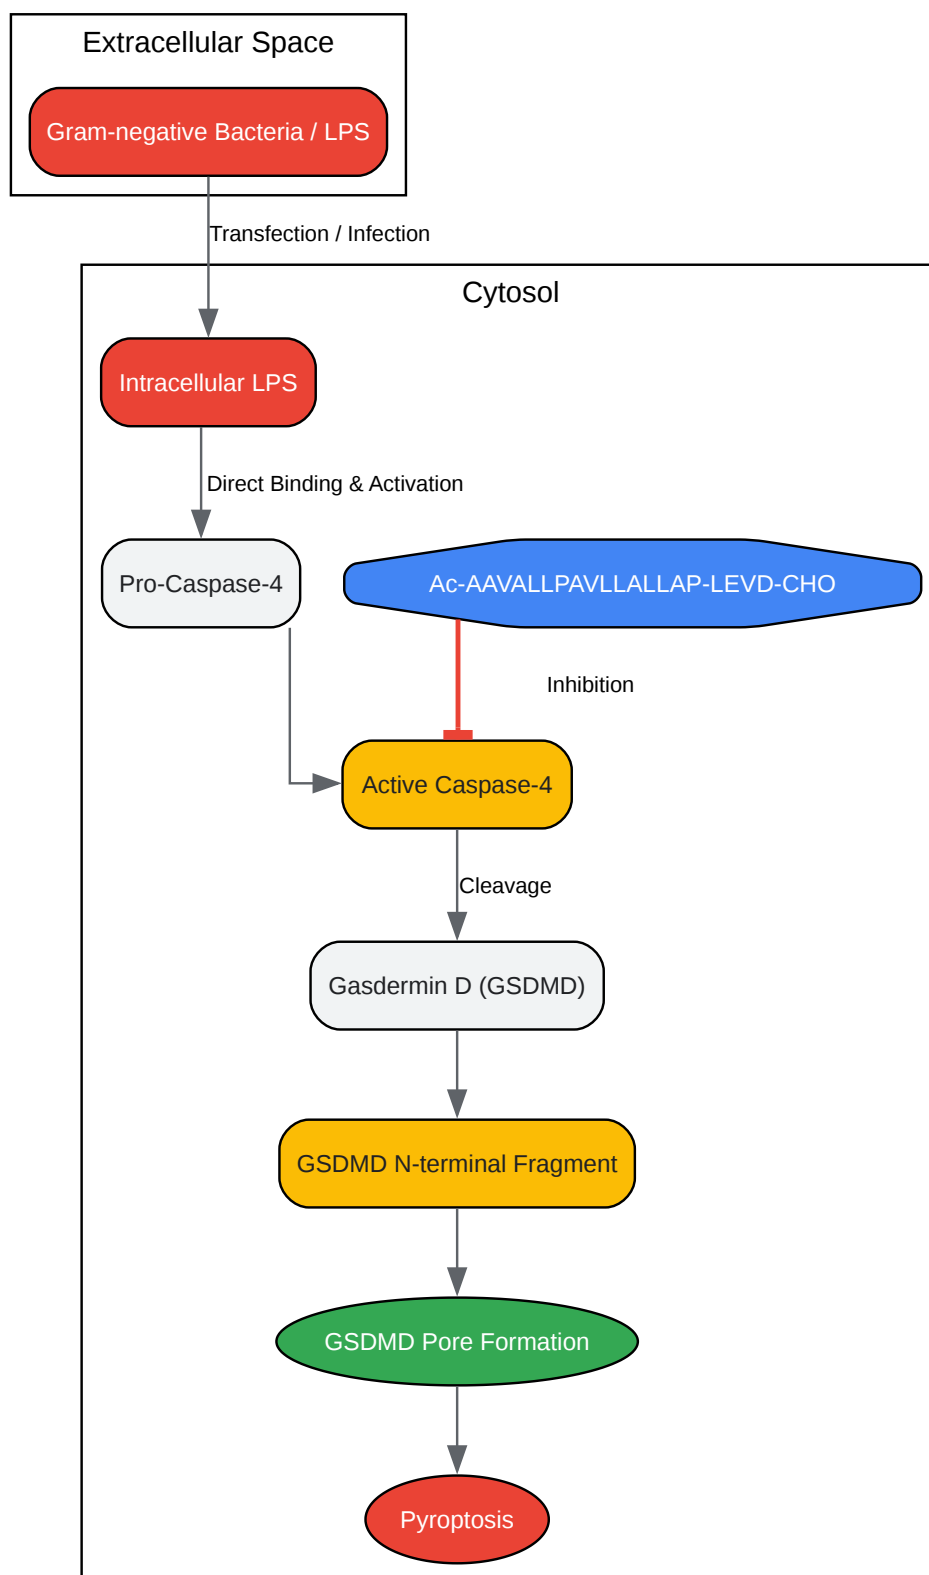 Extracellular Space
Gram-negative Bacteria / LPS
Transfection / Infection
Cytosol
Intracellular LPS
Direct Binding & Activation
Pro-Caspase-4
Ac-AAVALLPAVLLALLAP-LEVD-CHO
Inhibition
Active Caspase-4
Cleavage
Gasdermin D (GSDMD)
GSDMD N-terminal Fragment
GSDMD Pore Formation
Pyroptosis